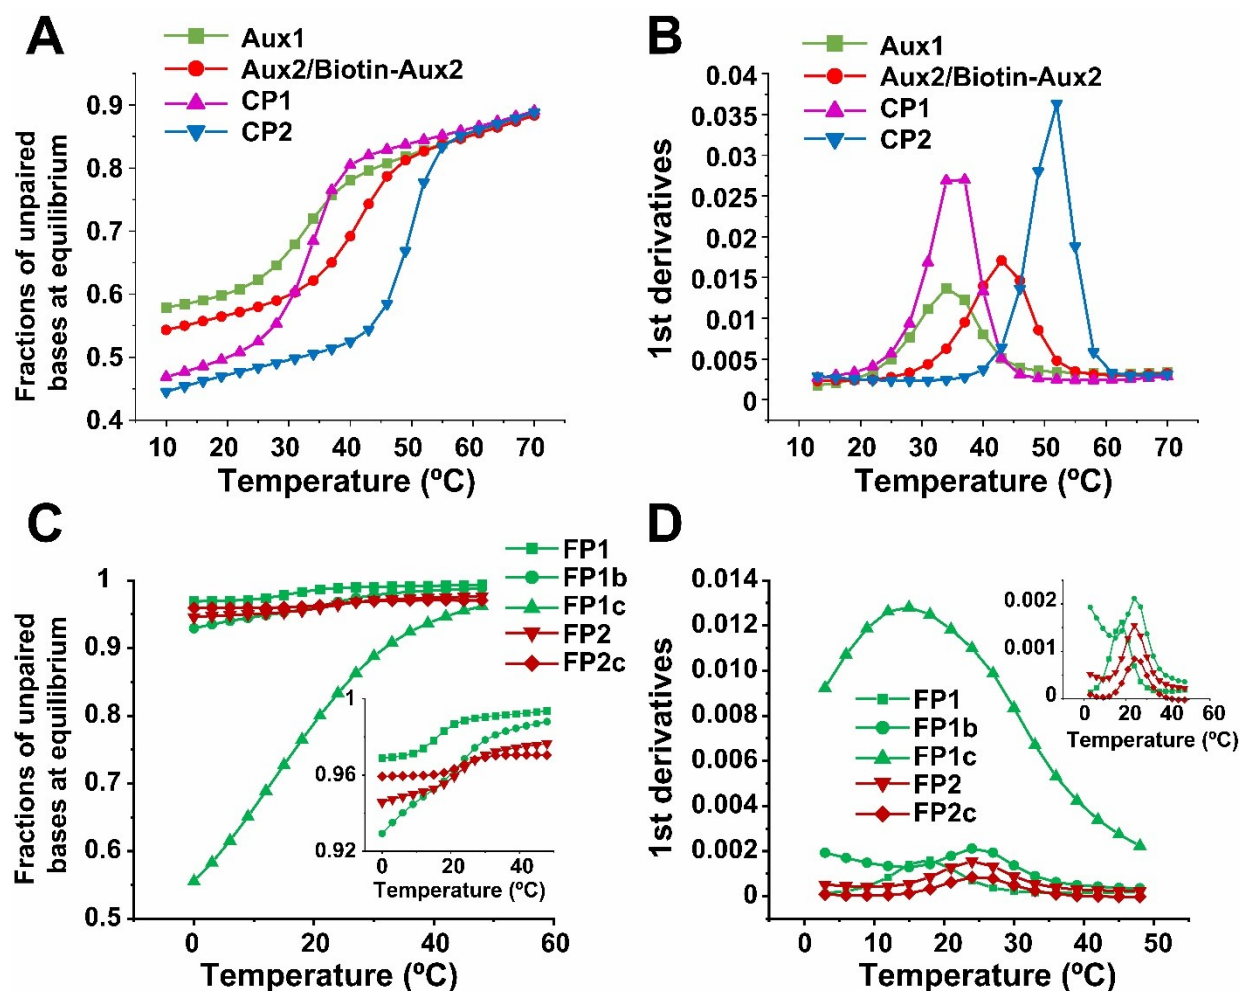 A
Aux1
Aux2/Biotin-Aux2
CP1
CP2
Fractions of unpaired
bases at equilibrium
0.9
0.8
0.7
0.6
0.5
0.4
10 20 30 40 50 60 70
Temperature (ºC)
B
Aux1
Aux2/Biotin-Aux2
CP1
CP2
1st derivatives
0.04
0.035
0.03
0.025
0.02
0.015
0.01
0.005
0
10 20 30 40 50 60 70
Temperature (ºC)
C
FP1
FP1b
FP1c
FP2
FP2c
Fractions of unpaired
bases at equilibrium
1
0.9
0.8
0.7
0.6
0.5
0 20 40 60
Temperature (ºC)
1
0.96
0.92
0 20 40
Temperature (ºC)
D
1st derivatives
0.014
0.012
0.010
0.008
0.006
0.004
0.002
0
0 10 20 30 40 50
Temperature (ºC)
FP1
FP1b
FP1c
FP2
FP2c
0.002
0.001
0
0 20 40 60
Temperature (ºC)